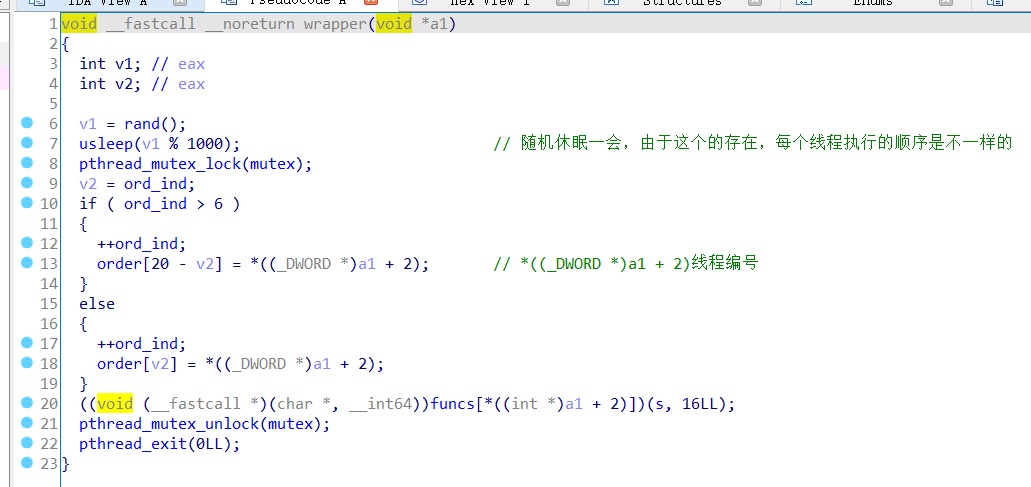 IDA View A Pseudocode A Hex View 1 Structures Enums
1 void __fastcall __noreturn wrapper(void *a1)
2 {
3 int v1; // eax
4 int v2; // eax
5
6 v1 = rand();
7 usleep(v1 % 1000); // 随机休眠一会，由于这个的存在，每个线程执行的顺序是不一样的
8 pthread_mutex_lock(mutex);
9 v2 = ord_ind;
10 if ( ord_ind > 6 )
11 {
12 ++ord_ind;
13 order[20 - v2] = *((_DWORD *)a1 + 2); // *((_DWORD *)a1 + 2)线程编号
14 }
15 else
16 {
17 ++ord_ind;
18 order[v2] = *((_DWORD *)a1 + 2);
19 }
20 ((void (__fastcall *)(char *, __int64))funcs[*((int *)a1 + 2)])(s, 16LL);
21 pthread_mutex_unlock(mutex);
22 pthread_exit(0LL);
23 }